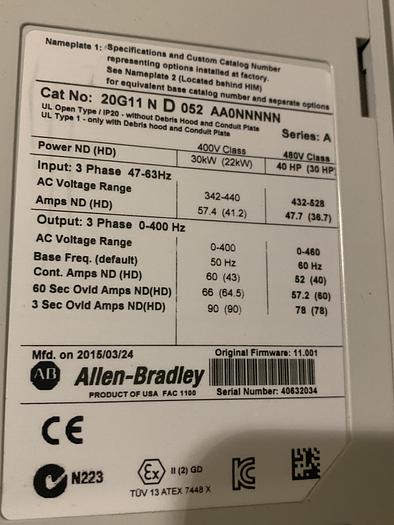 Nameplate 1: Specifications and Custom Catalog Number
representing options installed at factory.
See Nameplate 2 (Located behind HIM)
for equivalent base catalog number and separate options
Cat No: 20G11 N D 052 AA0NNNNN
UL Open Type / IP20 - without Debris Hood and Conduit Plate
UL Type 1 - only with Debris hood and Conduit Plate
Series: A
Power ND (HD) 400V Class 480V Class
30kW (22kW) 40 HP (30 HP)
Input: 3 Phase 47-63Hz
AC Voltage Range 342-440 432-528
Amps ND (HD) 57.4 (41.2) 47.7 (36.7)
Output: 3 Phase 0-400 Hz
AC Voltage Range 0-400 0-460
Base Freq. (default) 50 Hz 60 Hz
Cont. Amps ND (HD) 60 (43) 52 (40)
60 Sec Ovld Amps ND(HD) 66 (64.5) 57.2 (60)
3 Sec Ovld Amps ND(HD) 90 (90) 78 (78)
Mfd. on 2015/03/24 Original Firmware: 11.001
AB Allen-Bradley
PRODUCT OF USA FAC 1100 Serial Number: 40632034
CE
N223
Ex II (2) GD
TÜV 13 ATEX 7448 X